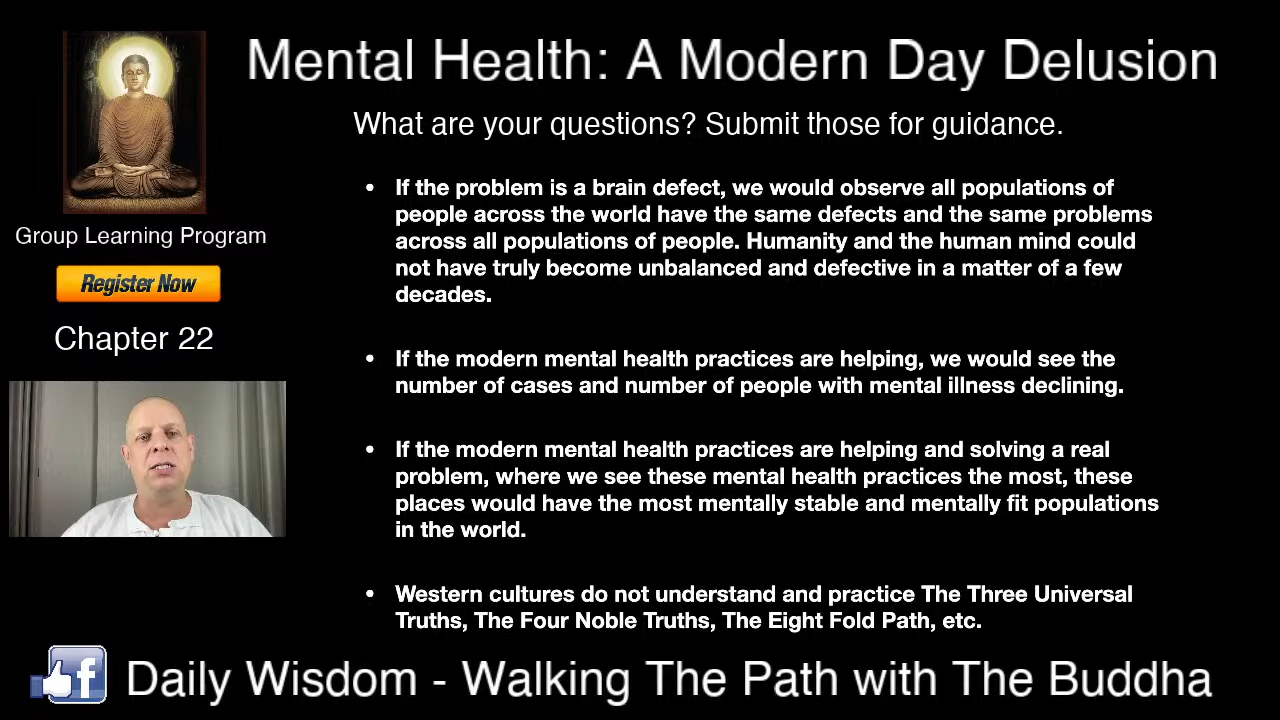 Mental Health: A Modern Day Delusion
What are your questions? Submit those for guidance.
Group Learning Program
Register Now
Chapter 22
• If the problem is a brain defect, we would observe all populations of
people across the world have the same defects and the same problems
across all populations of people. Humanity and the human mind could
not have truly become unbalanced and defective in a matter of a few
decades.
• If the modern mental health practices are helping, we would see the
number of cases and number of people with mental illness declining.
• If the modern mental health practices are helping and solving a real
problem, where we see these mental health practices the most, these
places would have the most mentally stable and mentally fit populations
in the world.
• Western cultures do not understand and practice The Three Universal
Truths, The Four Noble Truths, The Eight Fold Path, etc.
f
Daily Wisdom - Walking The Path with The Buddha